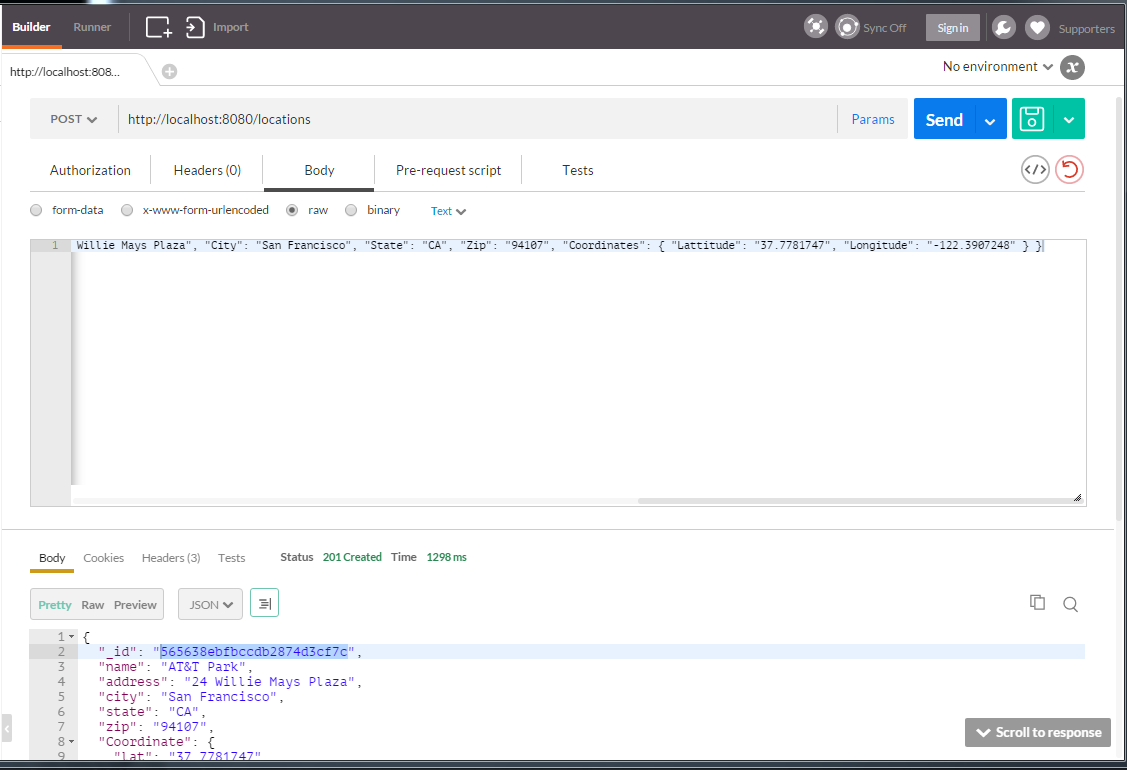 Builder Runner Import Sync Off Sign in Supporters
http://localhost:808... No environment x
POST http://localhost:8080/locations Params Send
Authorization Headers (0) Body Pre-request script Tests </>
form-data x-www-form-urlencoded raw binary Text
1 Willie Mays Plaza", "City": "San Francisco", "State": "CA", "Zip": "94107", "Coordinates": { "Lattitude": "37.7781747", "Longitude": "-122.3907248" } }
Body Cookies Headers (3) Tests Status 201 Created Time 1298 ms
Pretty Raw Preview JSON
1 {
2 "_id": "565638ebfbccdb2874d3cf7c",
3 "name": "AT&T Park",
4 "address": "24 Willie Mays Plaza",
5 "city": "San Francisco",
6 "state": "CA",
7 "zip": "94107",
8 "Coordinate": {
9 "lat": "37.7781747"
Scroll to response